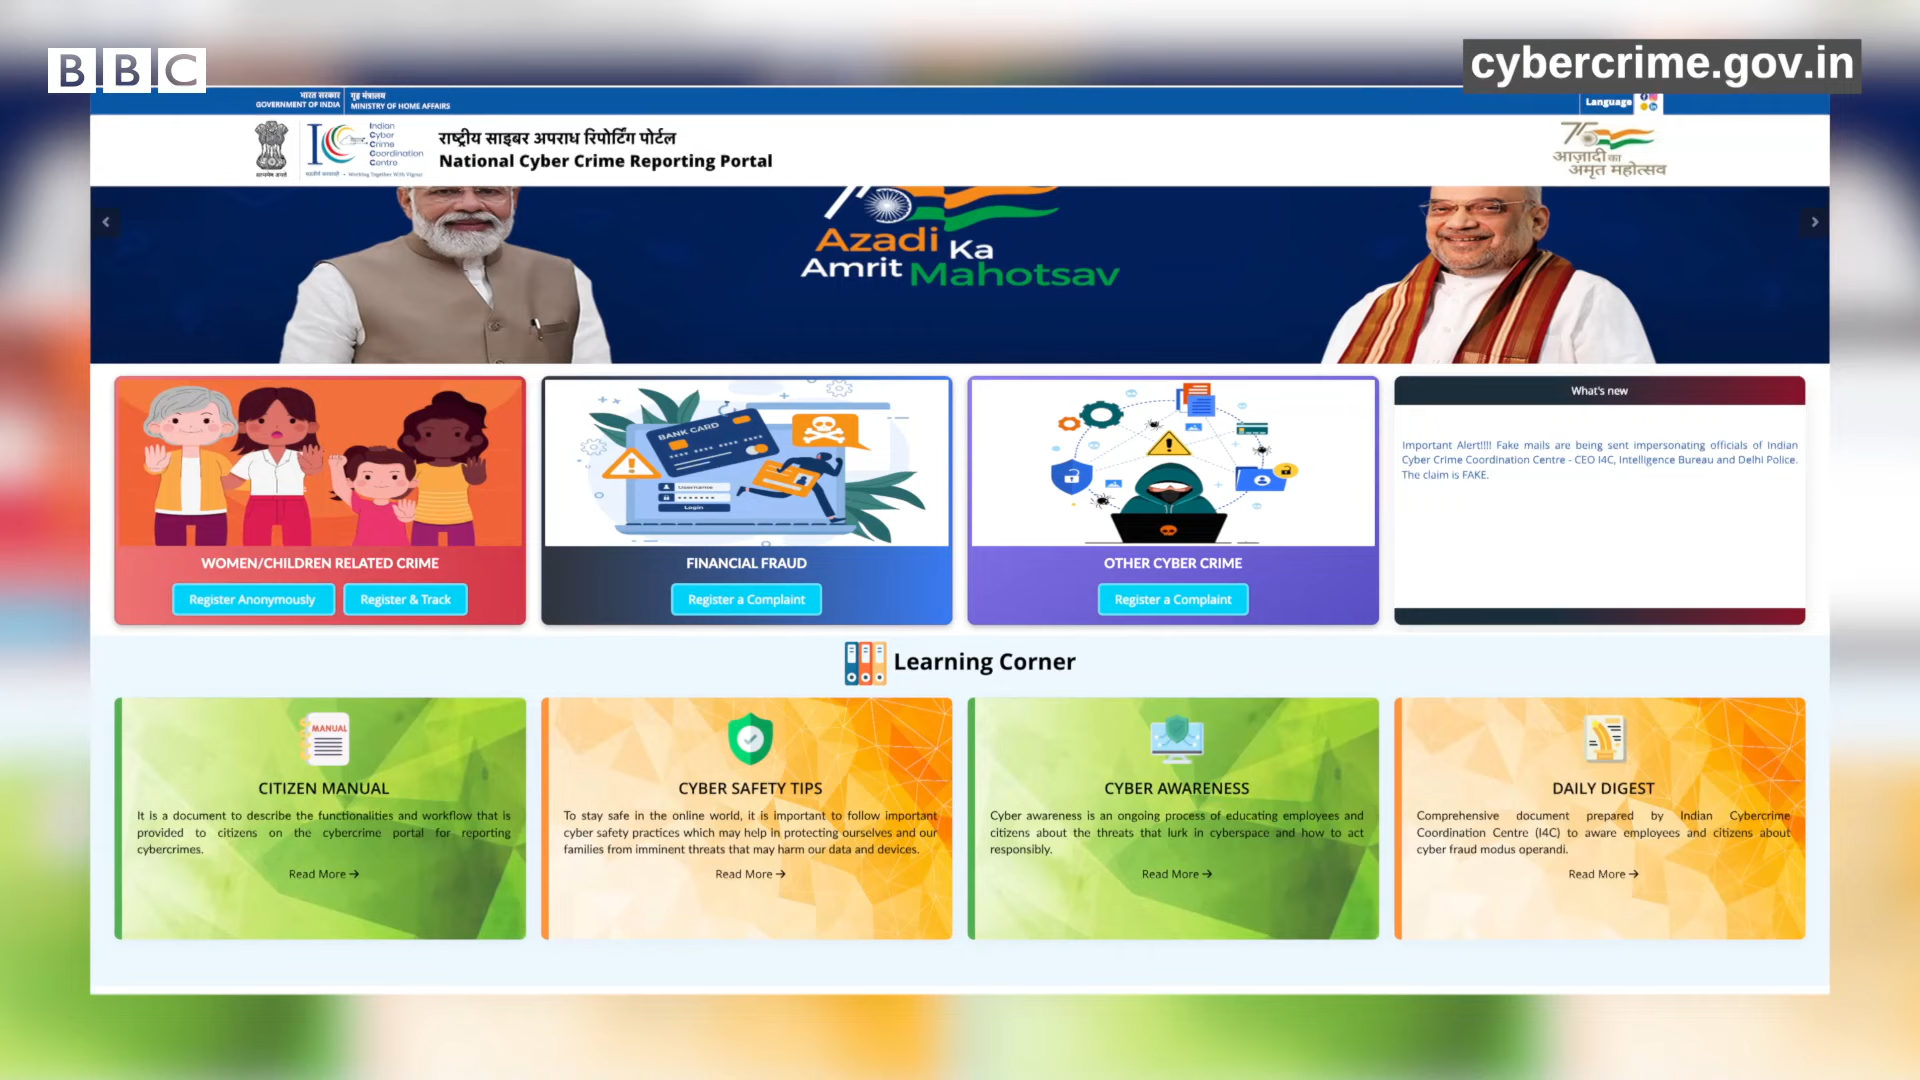 BBC
cybercrime.gov.in
भारत सरकार
GOVERNMENT OF INDIA
गृह मंत्रालय
MINISTRY OF HOME AFFAIRS
Language
सत्यमेव जयते
Indian
Cyber
Crime
Coordination
Centre
• Working Together With Vigour
राष्ट्रीय साइबर अपराध रिपोर्टिंग पोर्टल
National Cyber Crime Reporting Portal
75
आज़ादी का
अमृत महोत्सव
Azadi Ka
Amrit Mahotsav
BANK CARD
Username
Login
WOMEN/CHILDREN RELATED CRIME
Register Anonymously
Register & Track
FINANCIAL FRAUD
Register a Complaint
OTHER CYBER CRIME
Register a Complaint
What's new
Important Alert!!!! Fake mails are being sent impersonating officials of Indian
Cyber Crime Coordination Centre - CEO I4C, Intelligence Bureau and Delhi Police.
The claim is FAKE.
Learning Corner
MANUAL
CITIZEN MANUAL
It is a document to describe the functionalities and workflow that is
provided to citizens on the cybercrime portal for reporting
cybercrimes.
Read More →
CYBER SAFETY TIPS
To stay safe in the online world, it is important to follow important
cyber safety practices which may help in protecting ourselves and our
families from imminent threats that may harm our data and devices.
Read More →
CYBER AWARENESS
Cyber awareness is an ongoing process of educating employees and
citizens about the threats that lurk in cyberspace and how to act
responsibly.
Read More →
DAILY DIGEST
Comprehensive document prepared by Indian Cybercrime
Coordination Centre (I4C) to aware employees and citizens about
cyber fraud modus operandi.
Read More →